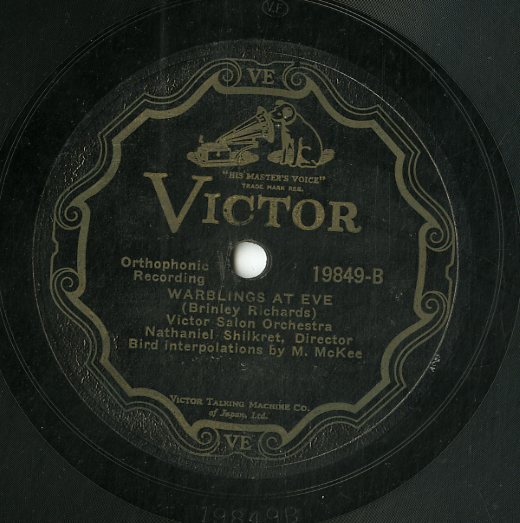 V.F.
VE
"HIS MASTER'S VOICE"
TRADE MARK REG.
VICTOR
Orthophonic
Recording
19849-B
WARBLINGS AT EVE
(Brinley Richards)
Victor Salon Orchestra
Nathaniel Shilkret, Director
Bird interpolations by M. McKee
VICTOR TALKING MACHINE CO.
of Japan, Ltd.
VE
19849B